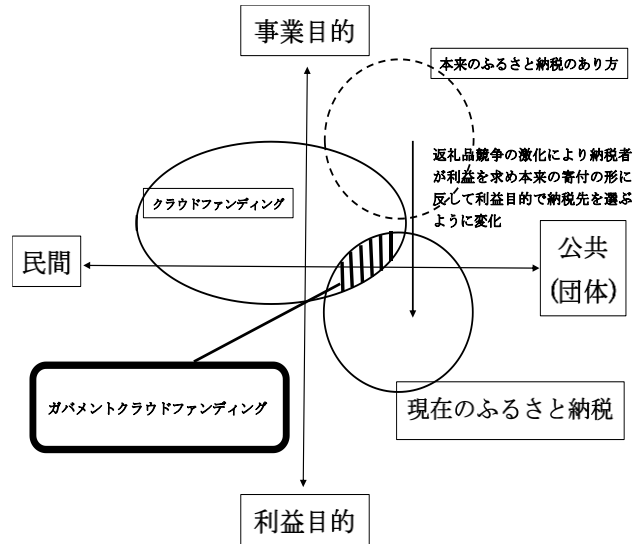 事業目的
本来のふるさと納税のあり方
返礼品競争の激化により納税者
が利益を求め本来の寄付の形に
反して利益目的で納税先を選ぶ
ように変化
クラウドファンディング
民間
公共
(団体)
ガバメントクラウドファンディング
現在のふるさと納税
利益目的